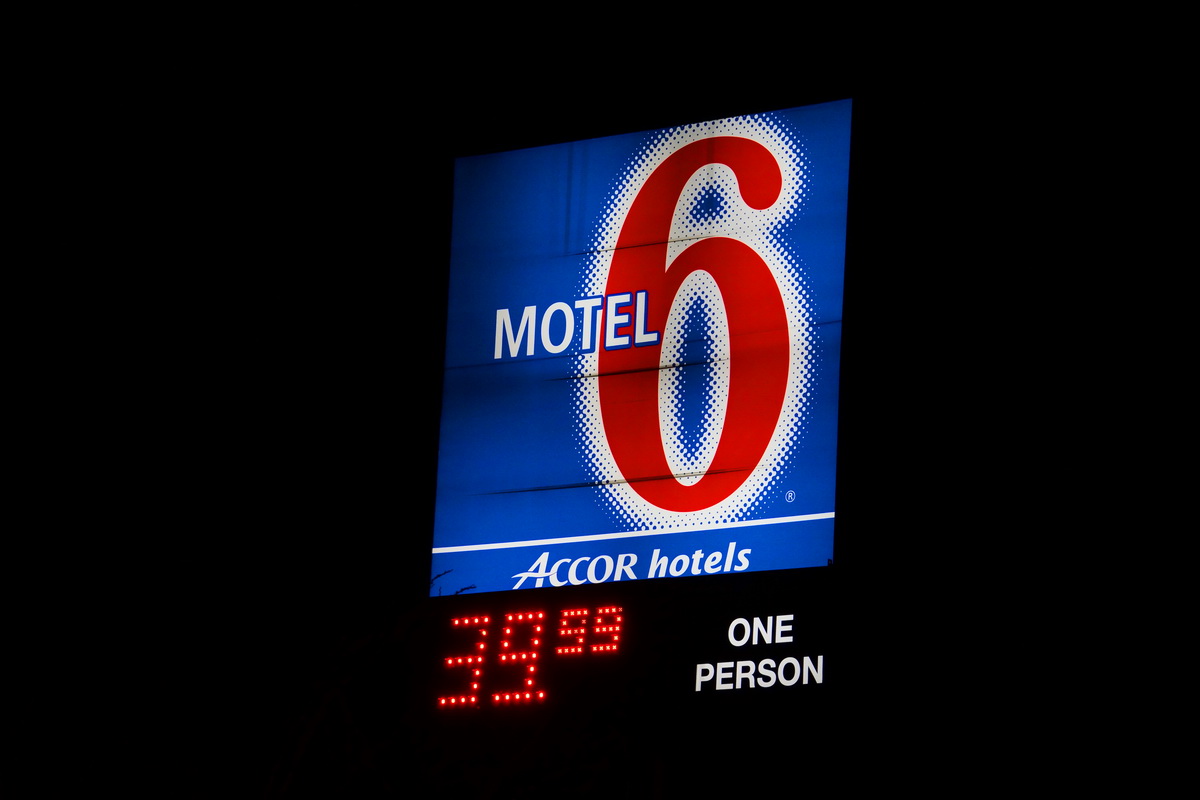 MOTEL 6
®
ACCOR hotels
39 99
ONE
PERSON